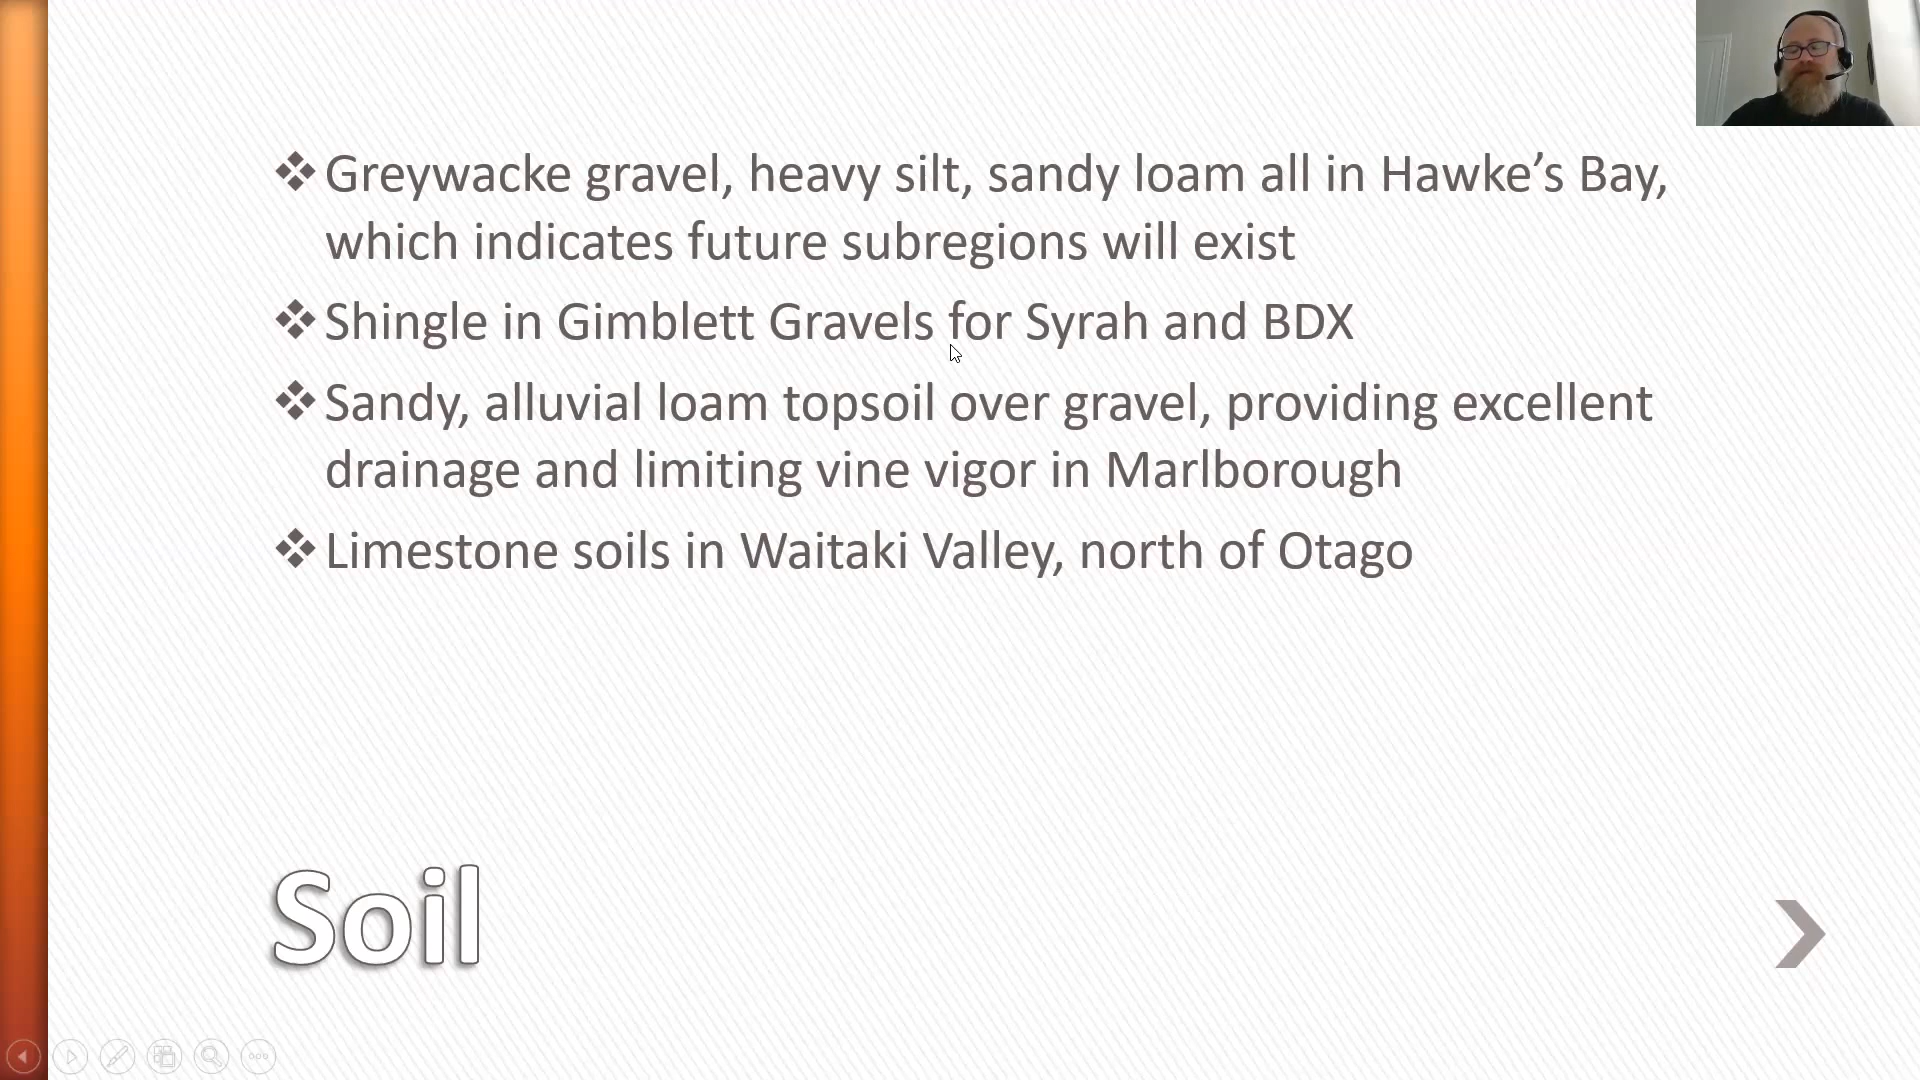 Greywacke gravel, heavy silt, sandy loam all in Hawke’s Bay,
which indicates future subregions will exist
Shingle in Gimblett Gravels for Syrah and BDX
Sandy, alluvial loam topsoil over gravel, providing excellent
drainage and limiting vine vigor in Marlborough
Limestone soils in Waitaki Valley, north of Otago
Soil